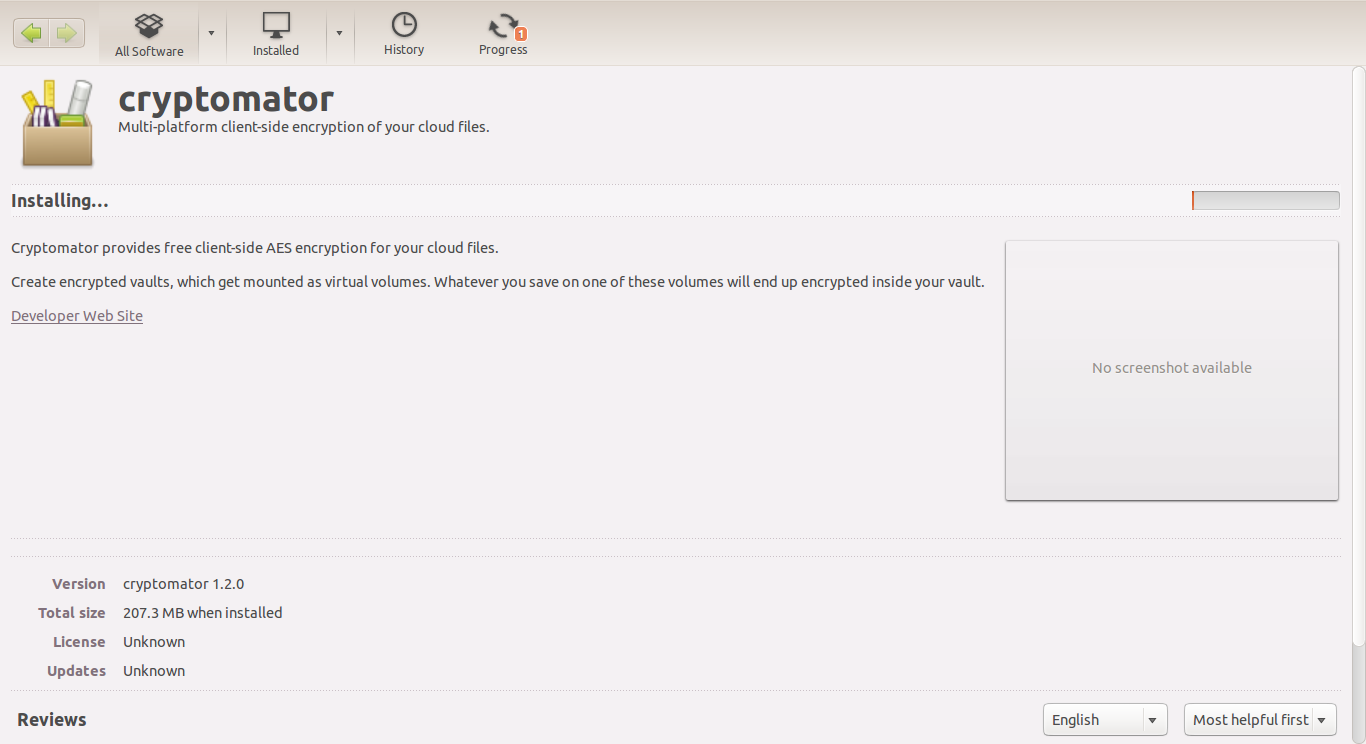 All Software
Installed
History
Progress
1
cryptomator
Multi-platform client-side encryption of your cloud files.
Installing...
Cryptomator provides free client-side AES encryption for your cloud files.
Create encrypted vaults, which get mounted as virtual volumes. Whatever you save on one of these volumes will end up encrypted inside your vault.
Developer Web Site
No screenshot available
Version cryptomator 1.2.0
Total size 207.3 MB when installed
License Unknown
Updates Unknown
Reviews
English
Most helpful first